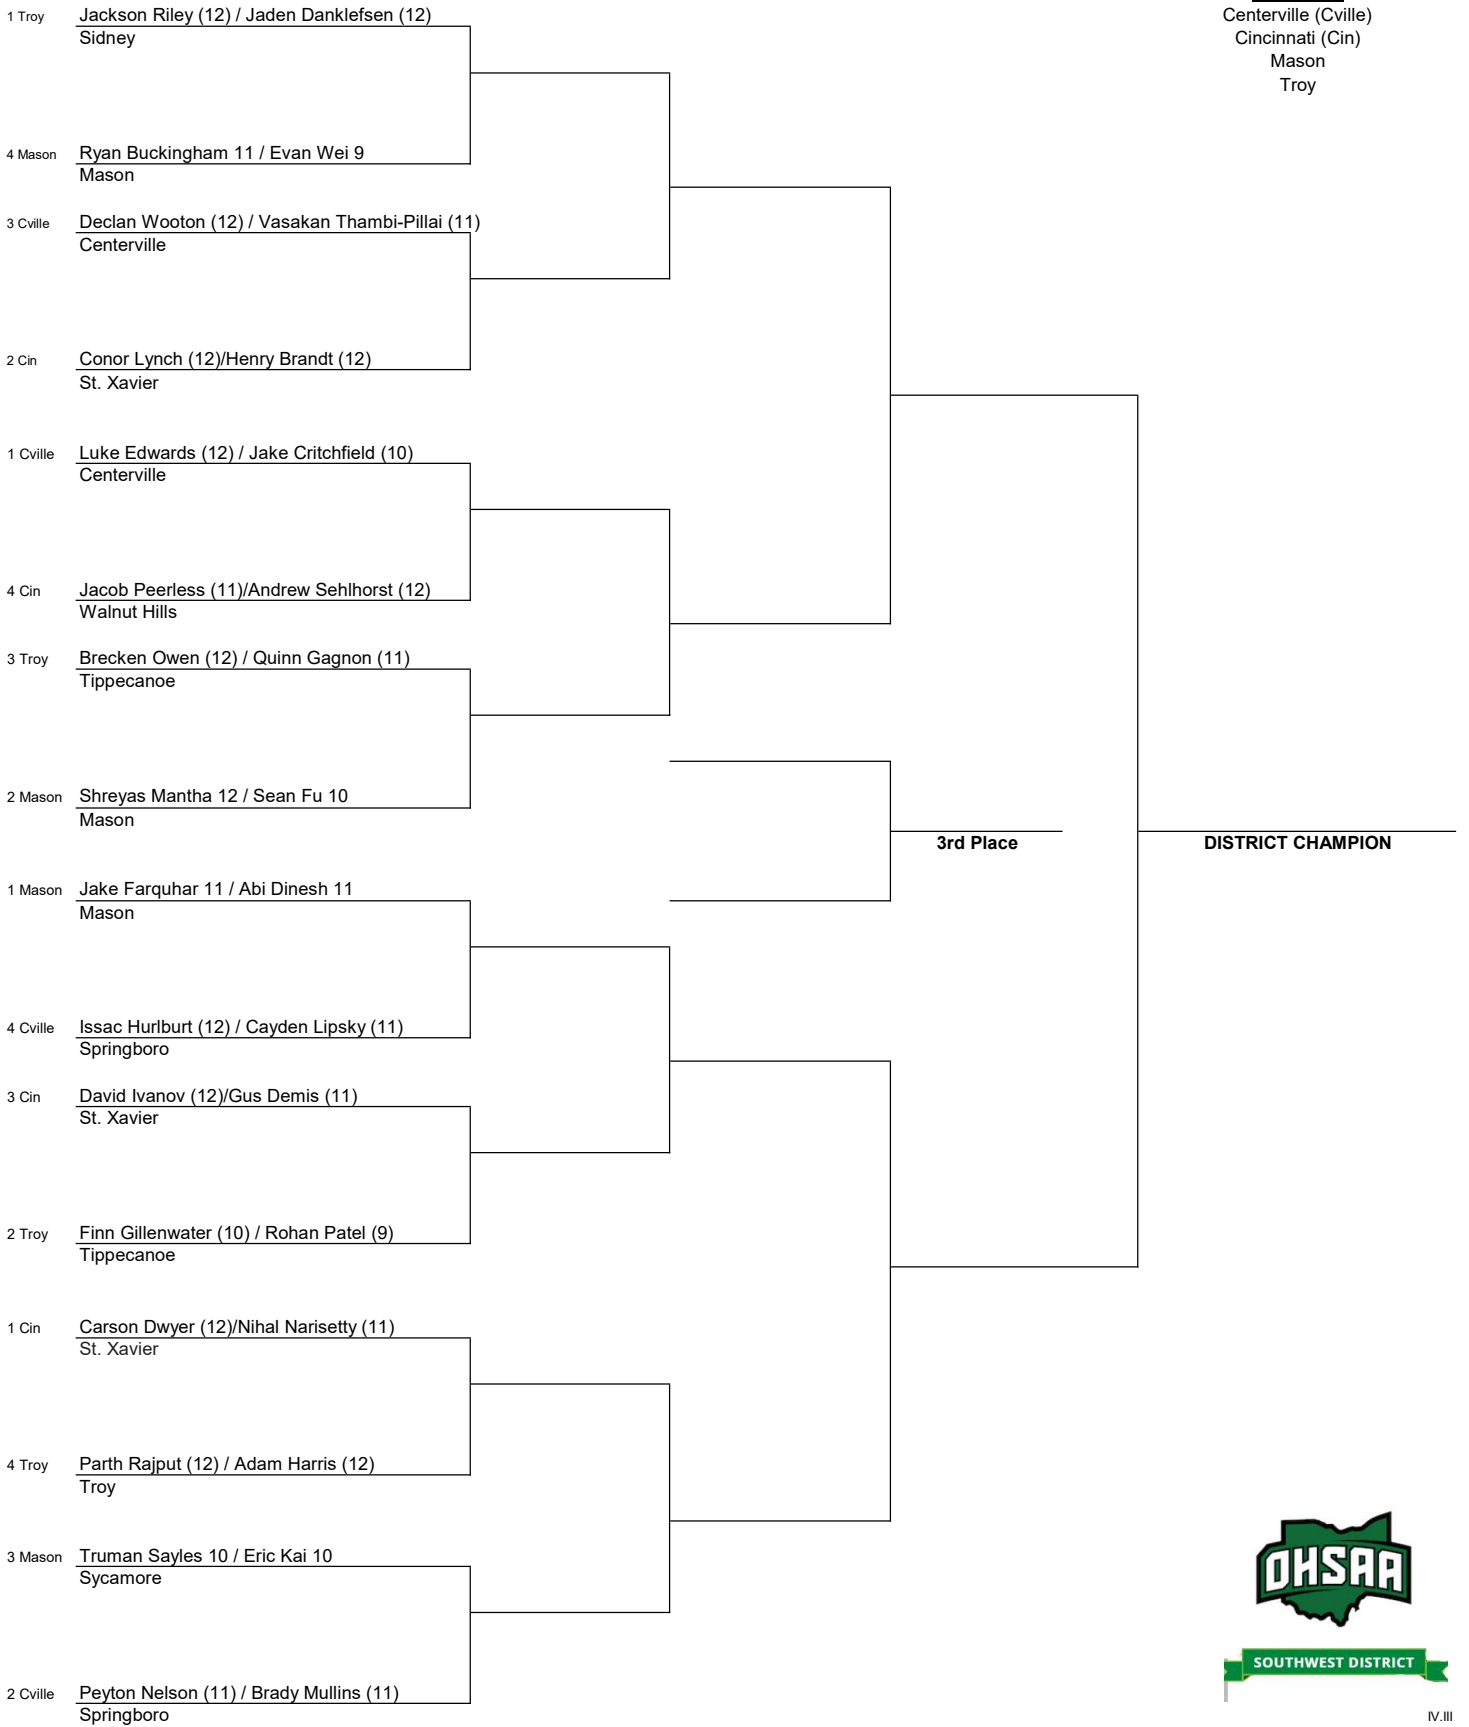 1 Troy Jackson Riley (12) / Jaden Danklefsen (12)
Sidney
Centerville (Cville)
Cincinnati (Cin)
Mason
Troy
4 Mason Ryan Buckingham 11 / Evan Wei 9
Mason
3 Cville Declan Wooton (12) / Vasakan Thambi-Pillai (11)
Centerville
2 Cin Conor Lynch (12)/Henry Brandt (12)
St. Xavier
1 Cville Luke Edwards (12) / Jake Critchfield (10)
Centerville
4 Cin Jacob Peerless (11)/Andrew Sehlhorst (12)
Walnut Hills
3 Troy Brecken Owen (12) / Quinn Gagnon (11)
Tippecanoe
2 Mason Shreyas Mantha 12 / Sean Fu 10
Mason
3rd Place
DISTRICT CHAMPION
1 Mason Jake Farquhar 11 / Abi Dinesh 11
Mason
4 Cville Issac Hurlburt (12) / Cayden Lipsky (11)
Springboro
3 Cin David Ivanov (12)/Gus Demis (11)
St. Xavier
2 Troy Finn Gillenwater (10) / Rohan Patel (9)
Tippecanoe
1 Cin Carson Dwyer (12)/Nihal Narisetty (11)
St. Xavier
4 Troy Parth Rajput (12) / Adam Harris (12)
Troy
3 Mason Truman Sayles 10 / Eric Kai 10
Sycamore
OHSAA
SOUTHWEST DISTRICT
2 Cville Peyton Nelson (11) / Brady Mullins (11)
Springboro
IV.III